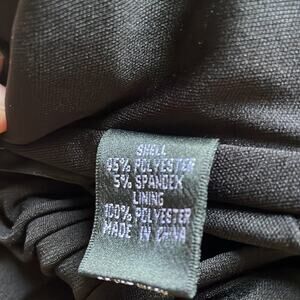 SHELL
95% POLYESTER
5% SPANDEX
LINING
100% POLYESTER
MADE IN CHINA